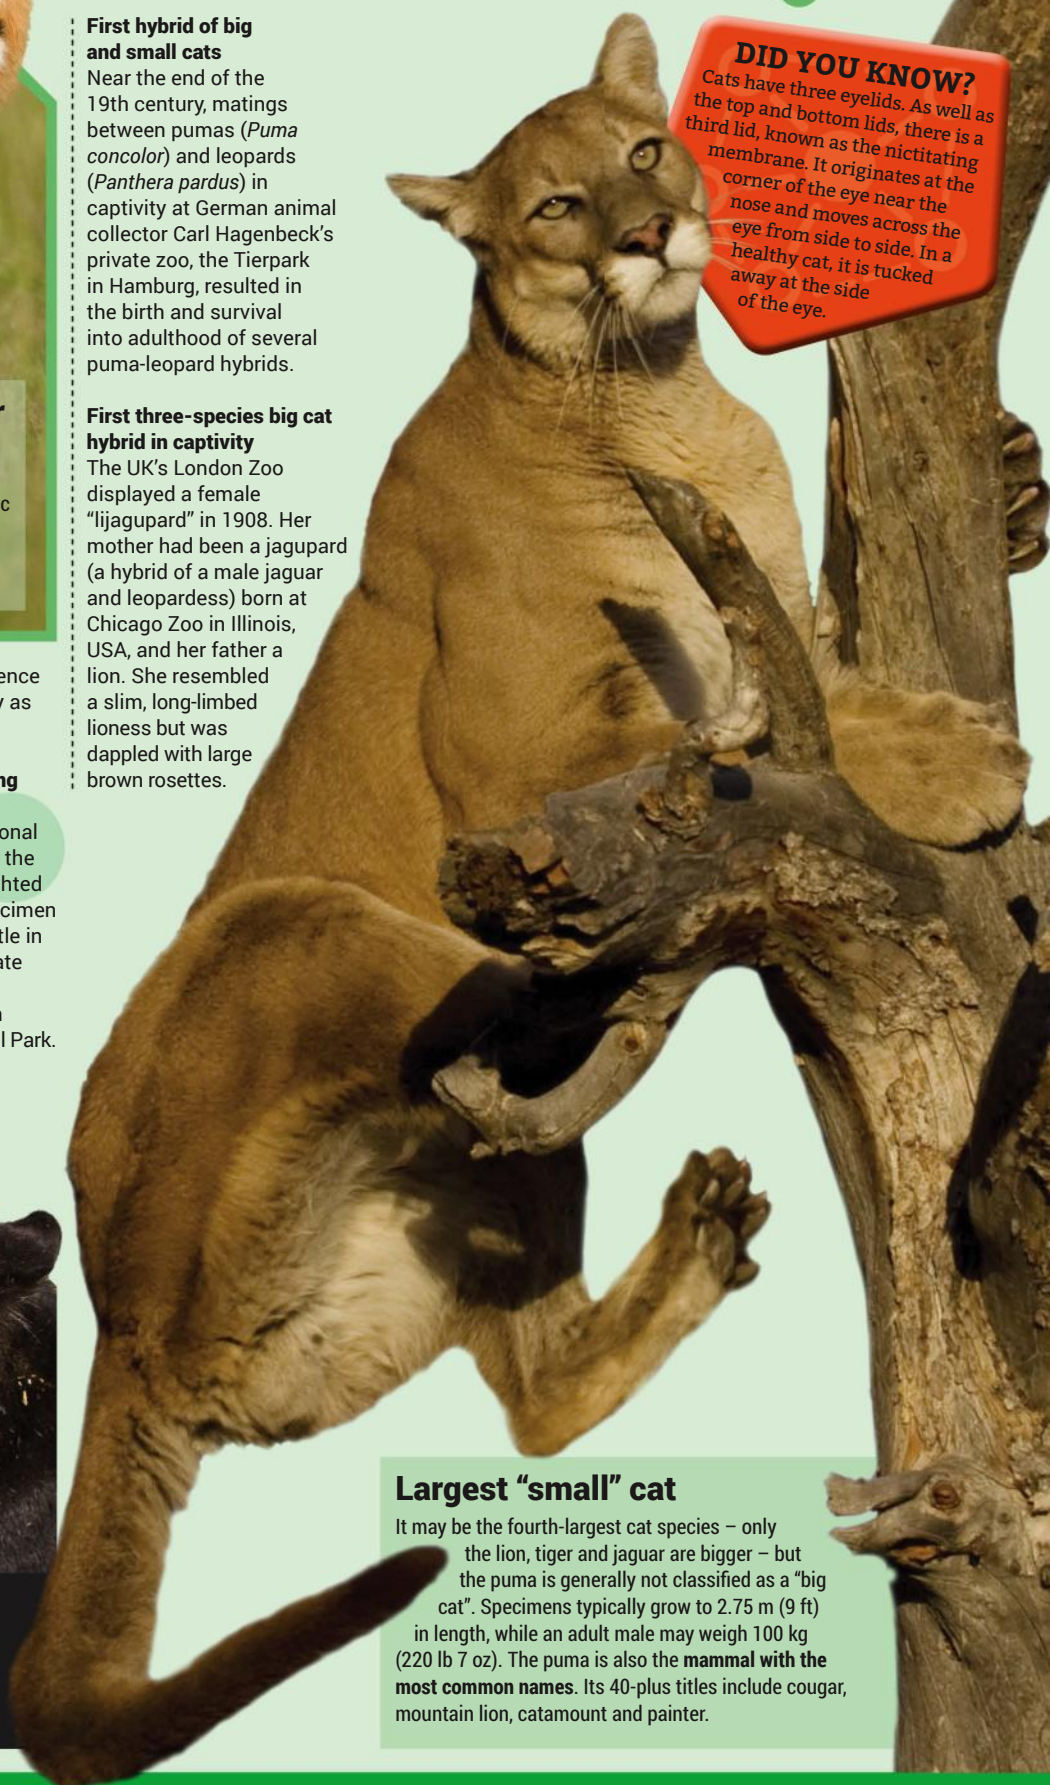 First hybrid of big
and small cats
Near the end of the
19th century, matings
between pumas (Puma
concolor) and leopards
(Panthera pardus) in
captivity at German animal
collector Carl Hagenbeck's
private zoo, the Tierpark
in Hamburg, resulted in
the birth and survival
into adulthood of several
puma-leopard hybrids.
First three-species big cat
hybrid in captivity
The UK's London Zoo
displayed a female
“lijagupard” in 1908. Her
mother had been a jagupard
(a hybrid of a male jaguar
and leopardess) born at
Chicago Zoo in Illinois,
USA, and her father a
lion. She resembled
a slim, long-limbed
lioness but was
dappled with large
brown rosettes.
DID YOU KNOW?
Cats have three eyelids. As well as
the top and bottom lids, there is a
third lid, known as the nictitating
membrane. It originates at the
corner of the eye near the
nose and moves across the
eye from side to side. In a
healthy cat, it is tucked
away at the side
of the eye.
r
c
ence
y as
ng
onal
the
hted
cimen
tle in
ate
l Park.
Largest “small” cat
It may be the fourth-largest cat species – only
the lion, tiger and jaguar are bigger – but
the puma is generally not classified as a “big
cat”. Specimens typically grow to 2.75 m (9 ft)
in length, while an adult male may weigh 100 kg
(220 lb 7 oz). The puma is also the mammal with the
most common names. Its 40-plus titles include cougar,
mountain lion, catamount and painter.